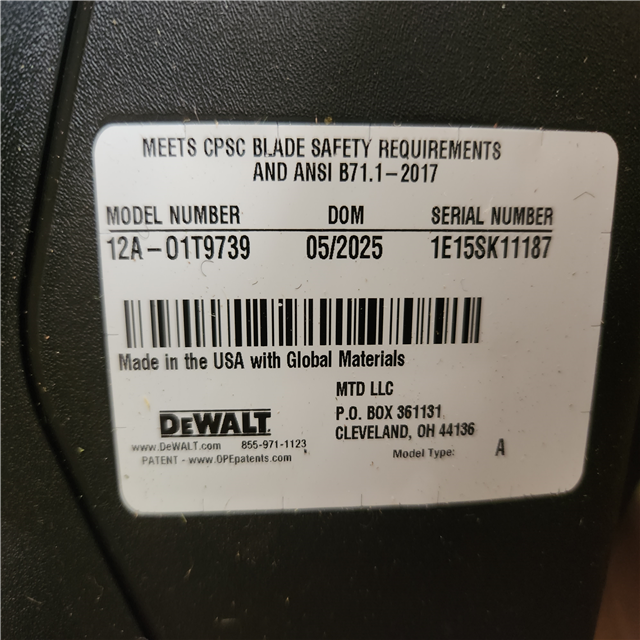 MEETS CPSC BLADE SAFETY REQUIREMENTS
AND ANSI B71.1-2017
MODEL NUMBER DOM SERIAL NUMBER
12A-01T9739 05/2025 1E15SK11187
Made in the USA with Global Materials
MTD LLC
P.O. BOX 361131
CLEVELAND, OH 44136
DEWALT
www.DeWALT.com 855-971-1123
PATENT - www.OPEpatents.com
Model Type: A